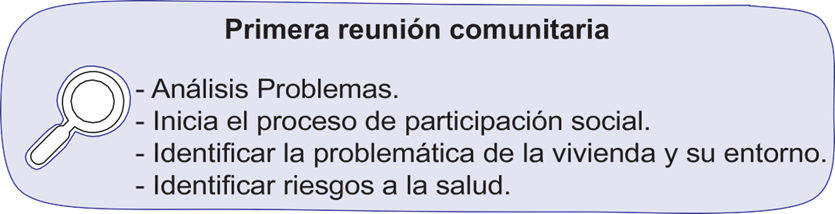 Primera reunión comunitaria
- Análisis Problemas.
- Inicia el proceso de participación social.
- Identificar la problemática de la vivienda y su entorno.
- Identificar riesgos a la salud.